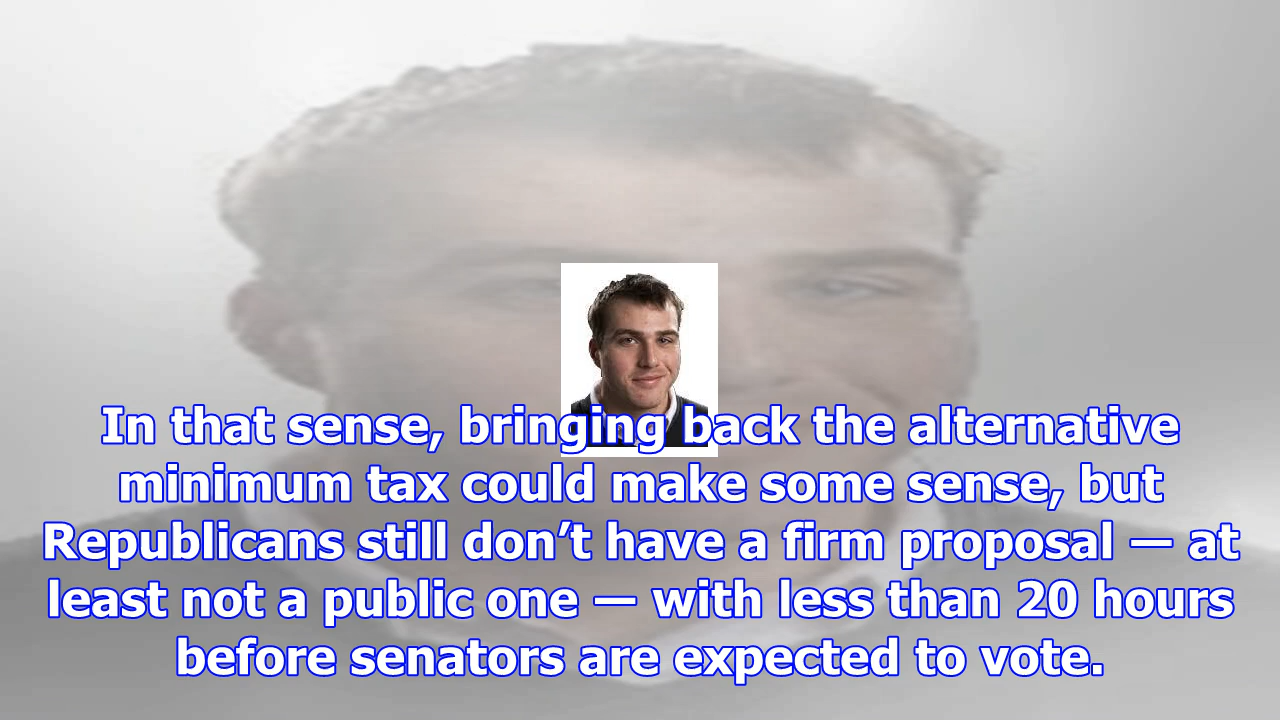 In that sense, bringing back the alternative
minimum tax could make some sense, but
Republicans still don’t have a firm proposal — at
least not a public one — with less than 20 hours
before senators are expected to vote.